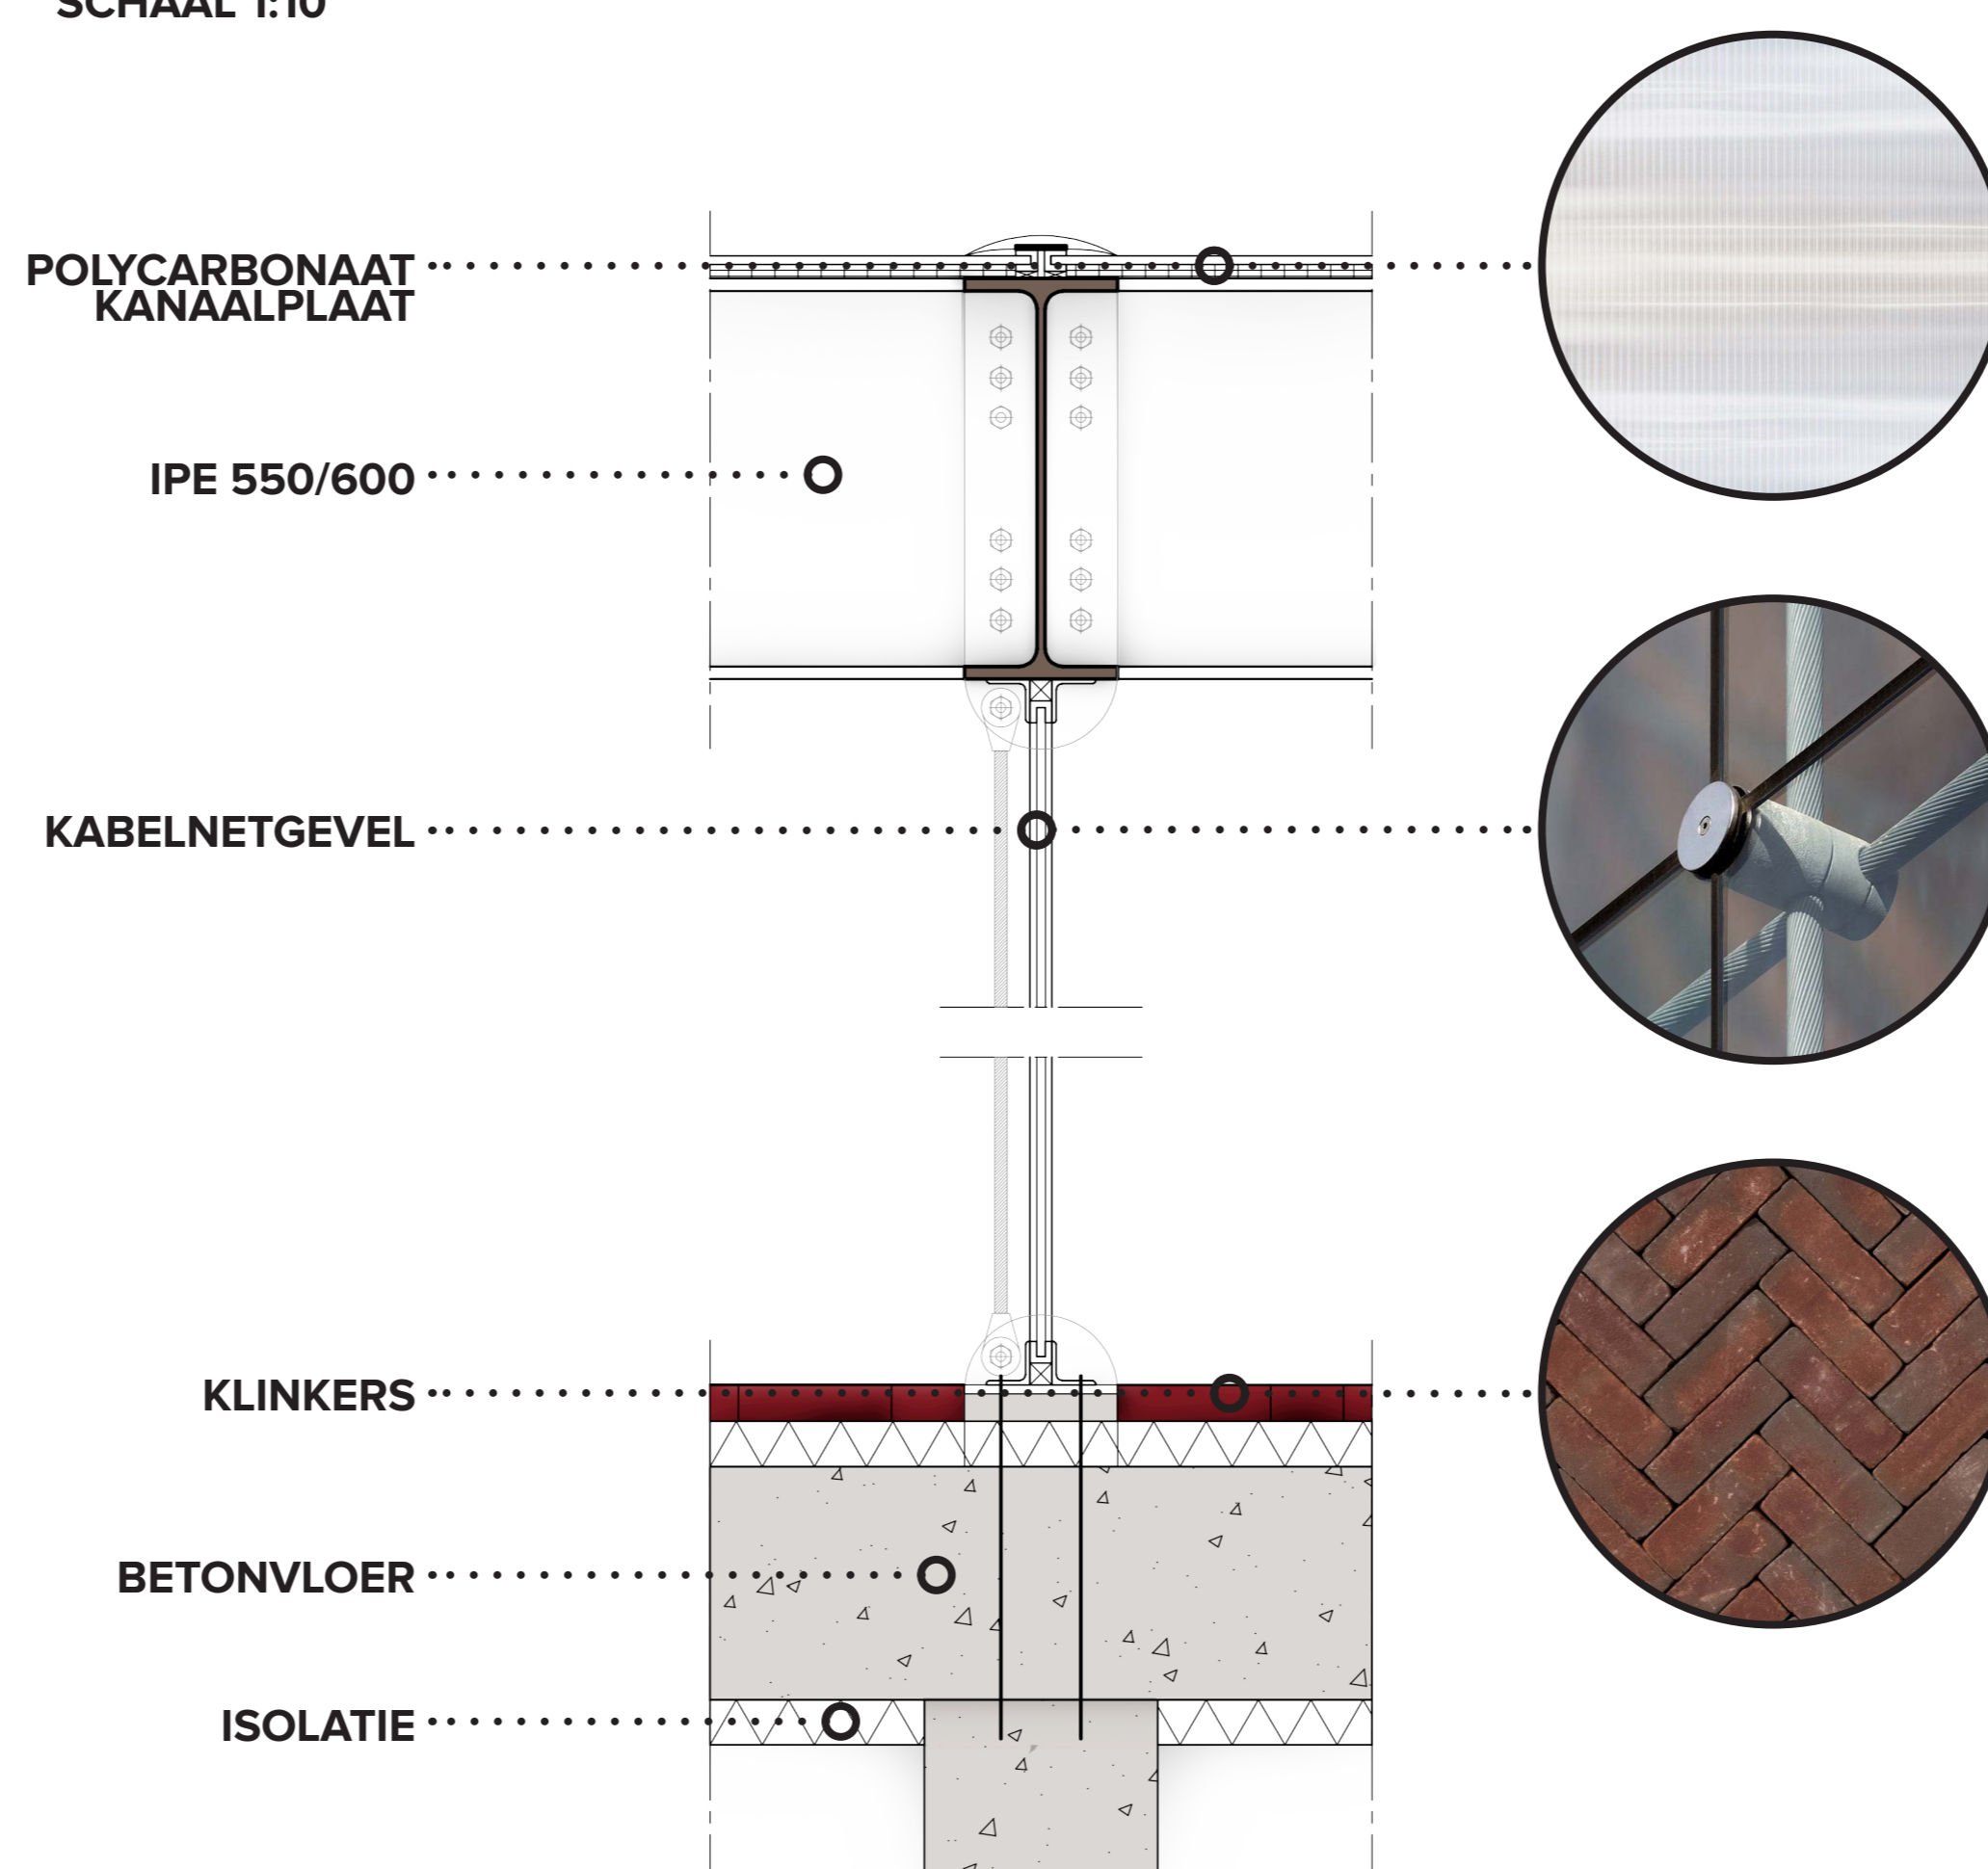 SCHAAL 1:10
POLYCARBONAAT
KANAALPLAAT
IPE 550/600
KABELNETGEVEL
KLINKERS
BETONVLOER
ISOLATIE